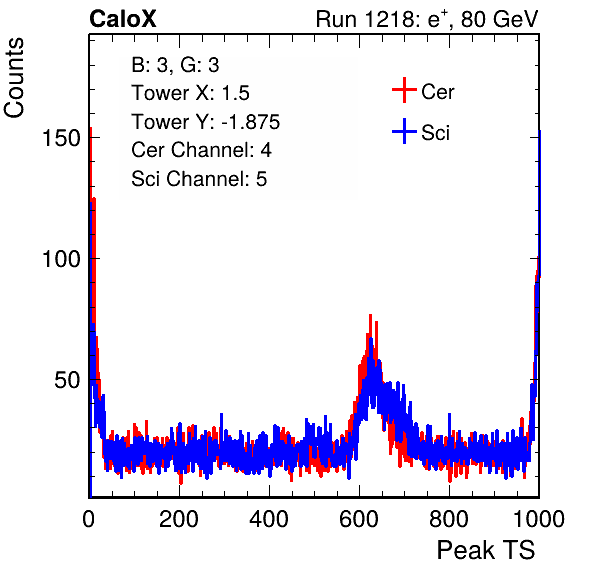 CaloX Run 1218: e⁺, 80 GeV
Counts
B: 3, G: 3
Tower X: 1.5
Tower Y: -1.875
Cer Channel: 4
Sci Channel: 5
Cer
Sci
150
100
50
0 200 400 600 800 1000
Peak TS